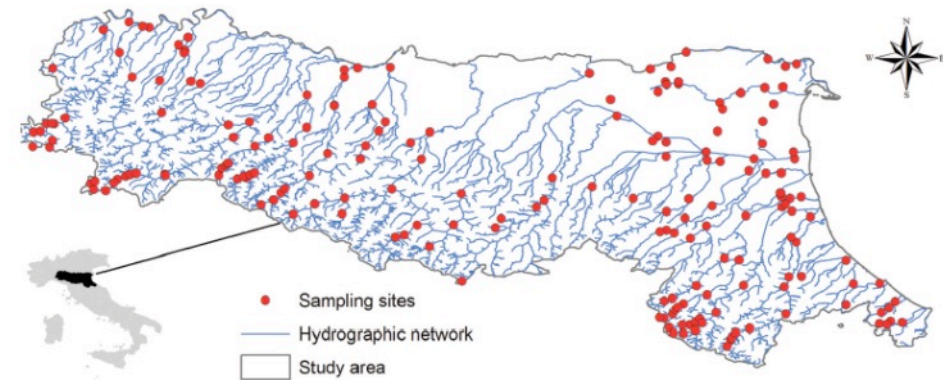 N
W E
S
Sampling sites
Hydrographic network
Study area